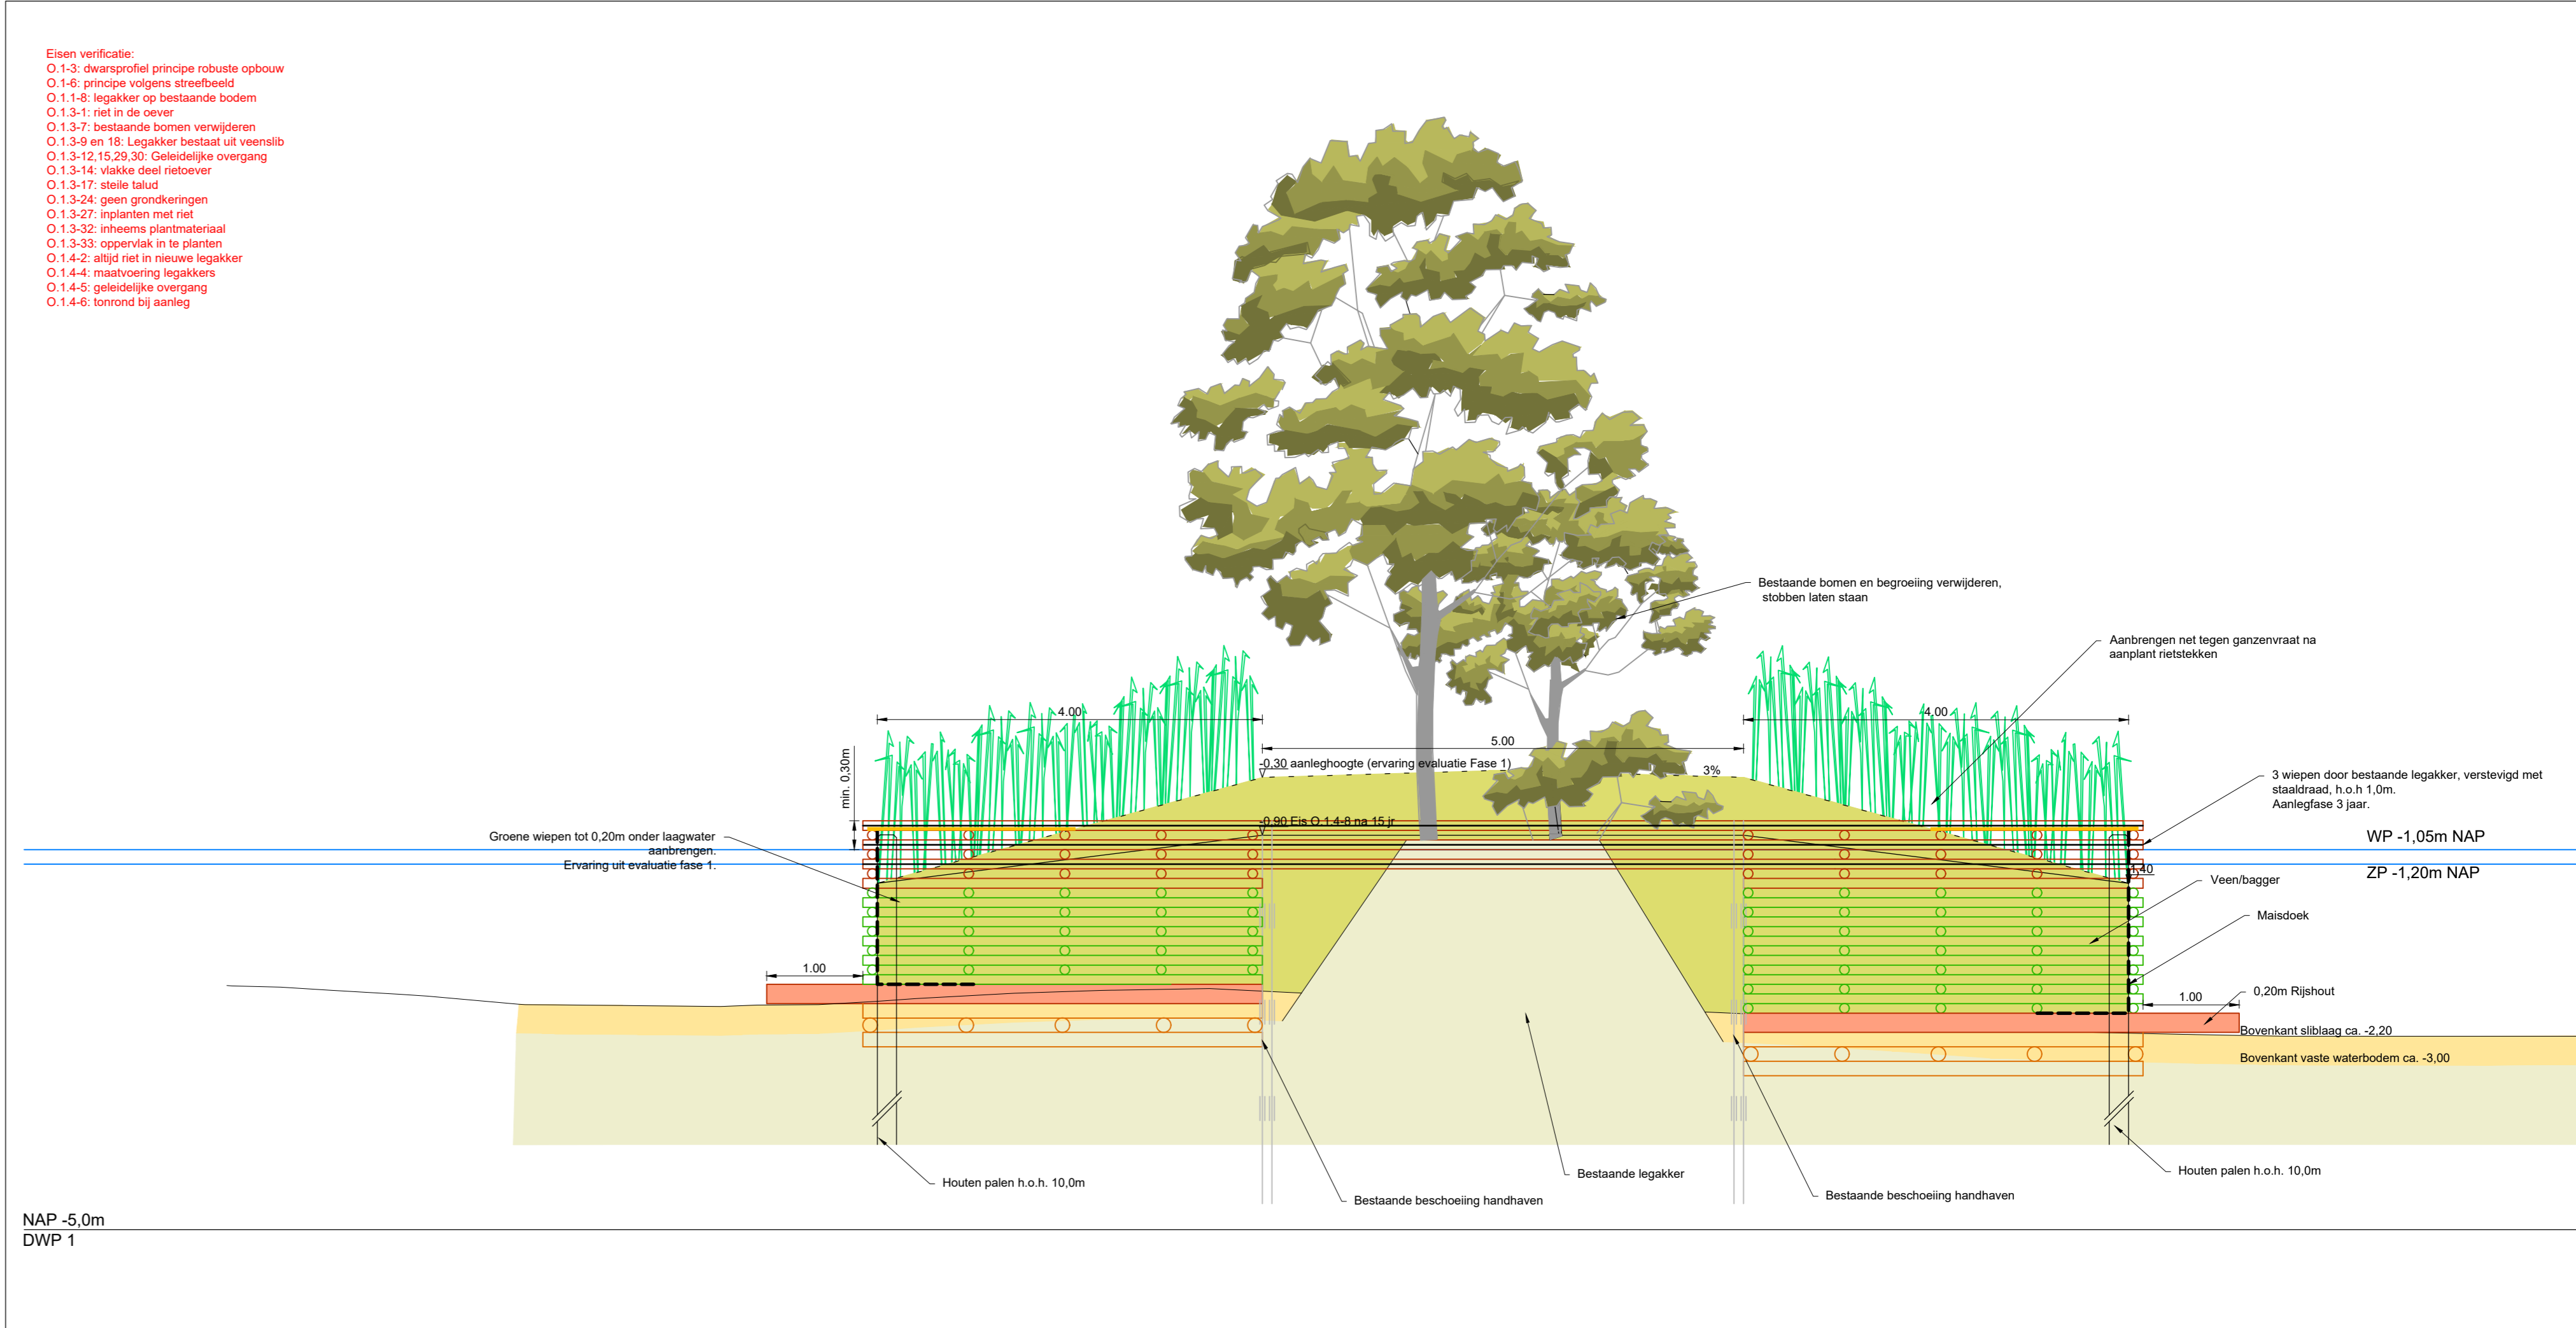 Eisen verificatie:
O.1-3: dwarsprofiel principe robuste opbouw
O.1-6: principe volgens streefbeeld
O.1.1-8: legakker op bestaande bodem
O.1.3-1: riet in de oever
O.1.3-7: bestaande bomen verwijderen
O.1.3-9 en 18: Legakker bestaat uit veenslib
O.1.3-12,15,29,30: Geleidelijke overgang
O.1.3-14: vlakke deel rietoever
O.1.3-17: steile talud
O.1.3-24: geen grondkeringen
O.1.3-27: inplanten met riet
O.1.3-32: inheems plantmateriaal
O.1.3-33: oppervlak in te planten
O.1.4-2: altijd riet in nieuwe legakker
O.1.4-4: maatvoering legakkers
O.1.4-5: geleidelijke overgang
O.1.4-6: tonrond bij aanleg
Bestaande bomen en begroeiing verwijderen,
stobben laten staan
Aanbrengen net tegen ganzenvraat na
aanplant rietstekken
4.00
4.00
5.00
-0.30 aanleghoogte (ervaring evaluatie Fase 1)
3%
min. 0,30m
3 wiepen door bestaande legakker, verstevigd met
staaldraad, h.o.h 1,0m.
Aanlegfase 3 jaar.
-0.90 Eis O.1.4-8 na 15 jr
Groene wiepen tot 0,20m onder laagwater
aanbrengen.
Ervaring uit evaluatie fase 1.
WP -1,05m NAP
ZP -1,20m NAP
1.40
Veen/bagger
Maisdoek
1.00
1.00
0,20m Rijshout
Bovenkant sliblaag ca. -2,20
Bovenkant vaste waterbodem ca. -3,00
Houten palen h.o.h. 10,0m
Bestaande beschoeiing handhaven
Bestaande legakker
Bestaande beschoeiing handhaven
Houten palen h.o.h. 10,0m
NAP -5,0m
DWP 1